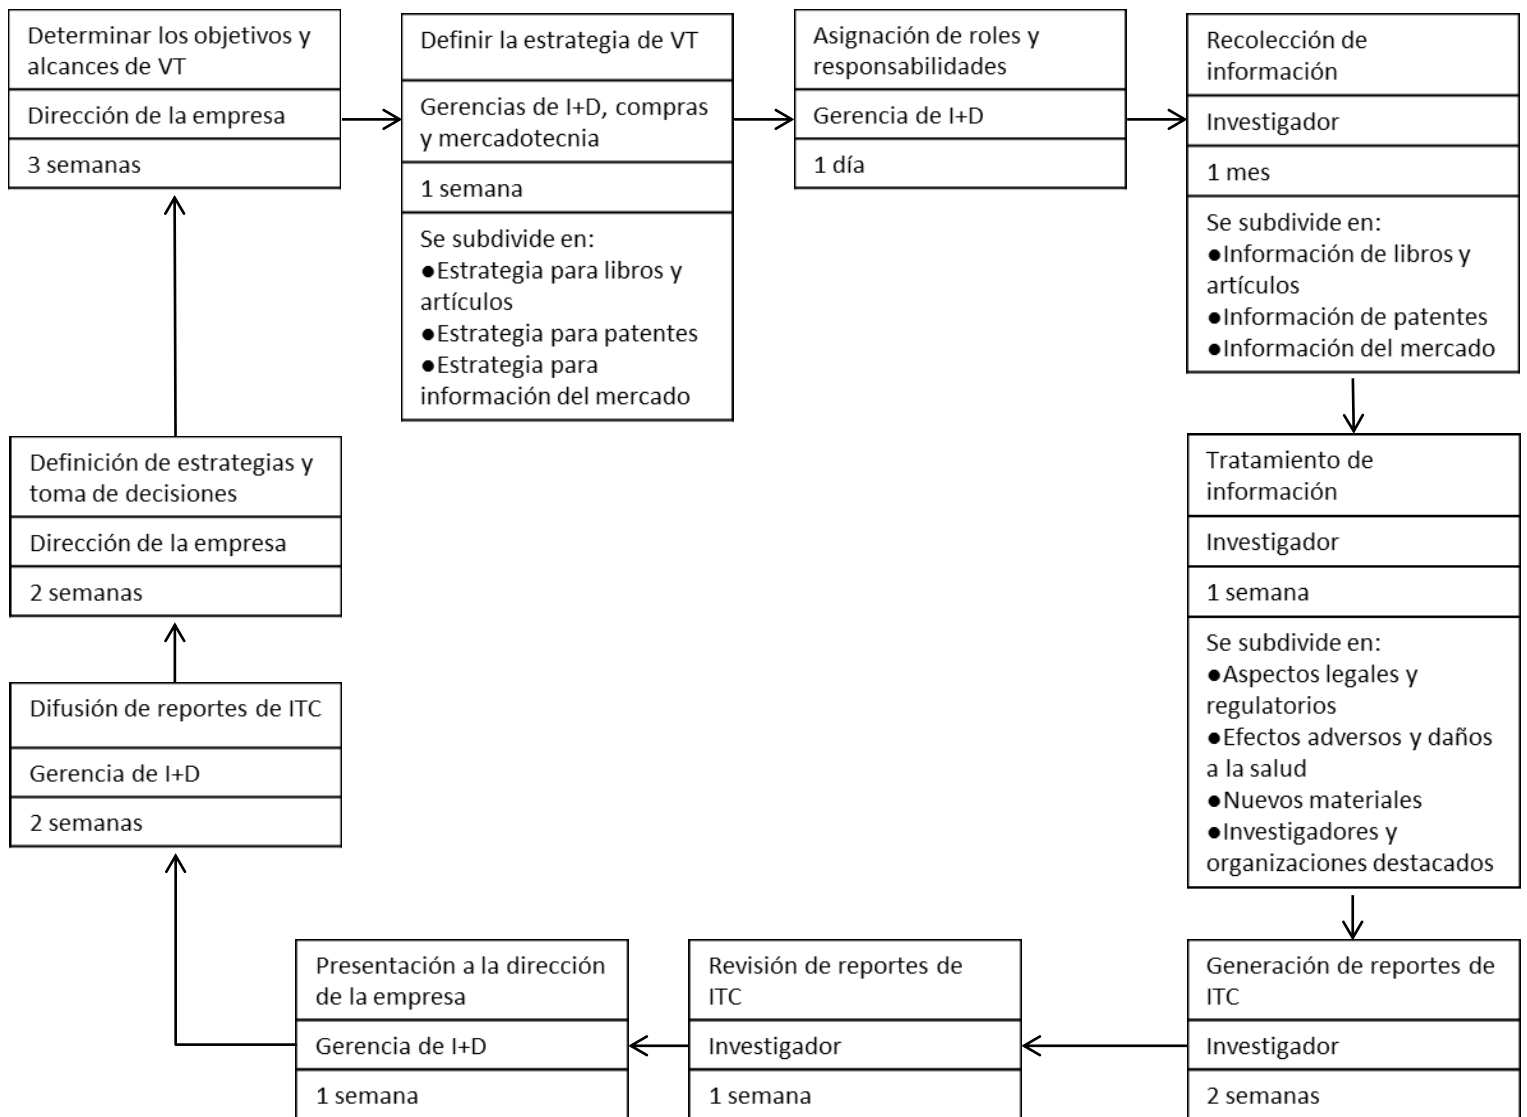 Determinar los objetivos y
alcances de VT
Dirección de la empresa
3 semanas
Definir la estrategia de VT
Gerencias de I+D, compras
y mercadotecnia
1 semana
Se subdivide en:
●Estrategia para libros y
artículos
●Estrategia para patentes
●Estrategia para
información del mercado
Asignación de roles y
responsabilidades
Gerencia de I+D
1 día
Recolección de
información
Investigador
1 mes
Se subdivide en:
●Información de libros y
artículos
●Información de patentes
●Información del mercado
Tratamiento de
información
Investigador
1 semana
Se subdivide en:
●Aspectos legales y
regulatorios
●Efectos adversos y daños
a la salud
●Nuevos materiales
●Investigadores y
organizaciones destacados
Generación de reportes de
ITC
Investigador
2 semanas
Revisión de reportes de
ITC
Investigador
1 semana
Presentación a la dirección
de la empresa
Gerencia de I+D
1 semana
Difusión de reportes de ITC
Gerencia de I+D
2 semanas
Definición de estrategias y
toma de decisiones
Dirección de la empresa
2 semanas